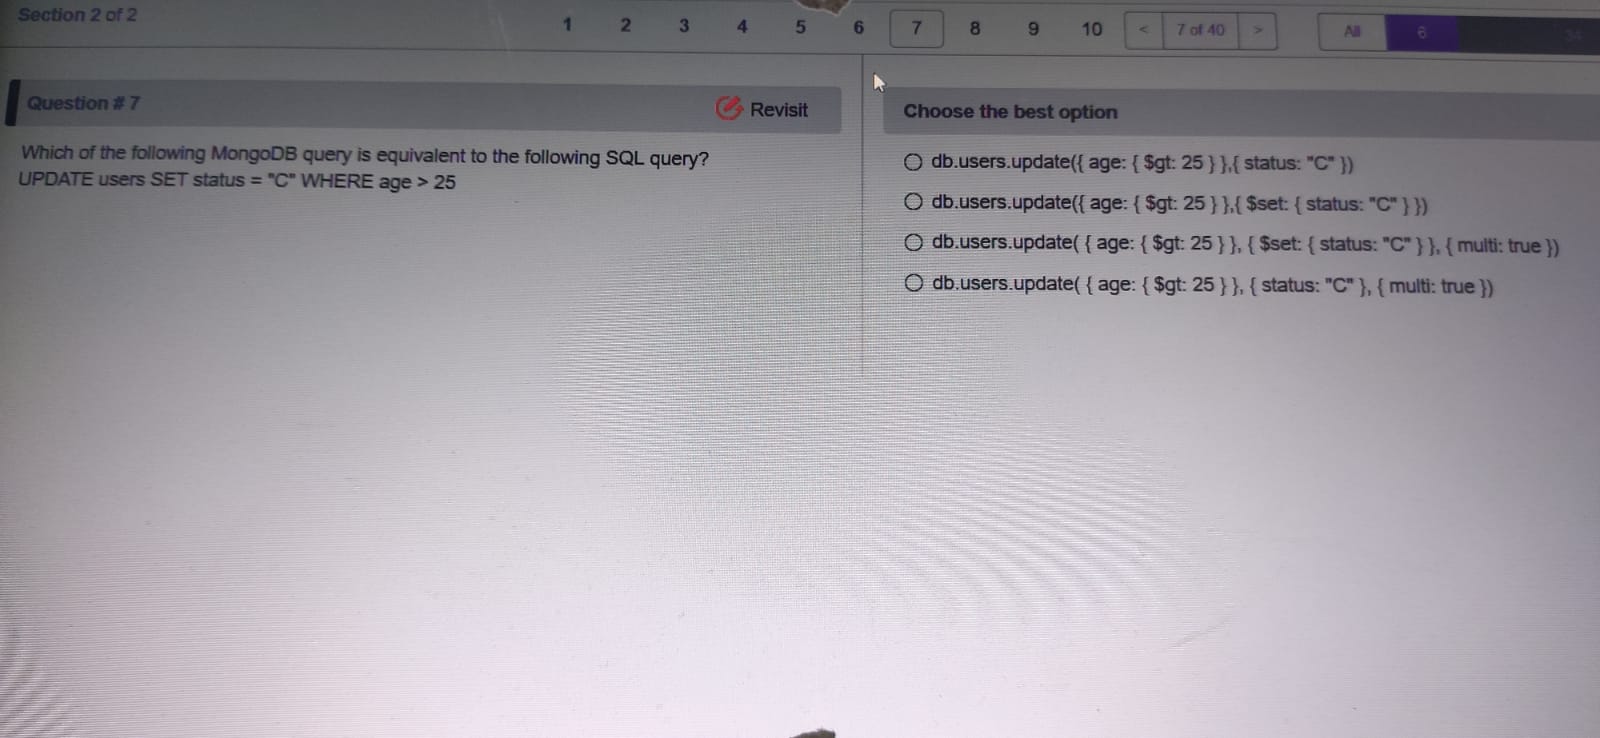 Section 2 of 2
1 2 3 4 5 6 7 8 9 10 < 7 of 40 > All 6 34
Question # 7
Revisit
Which of the following MongoDB query is equivalent to the following SQL query?
UPDATE users SET status = "C" WHERE age > 25
Choose the best option
db.users.update({ age: { $gt: 25 } },{ status: "C" })
db.users.update({ age: { $gt: 25 } },{ $set: { status: "C" } })
db.users.update( { age: { $gt: 25 } }, { $set: { status: "C" } }, { multi: true })
db.users.update( { age: { $gt: 25 } }, { status: "C" }, { multi: true })